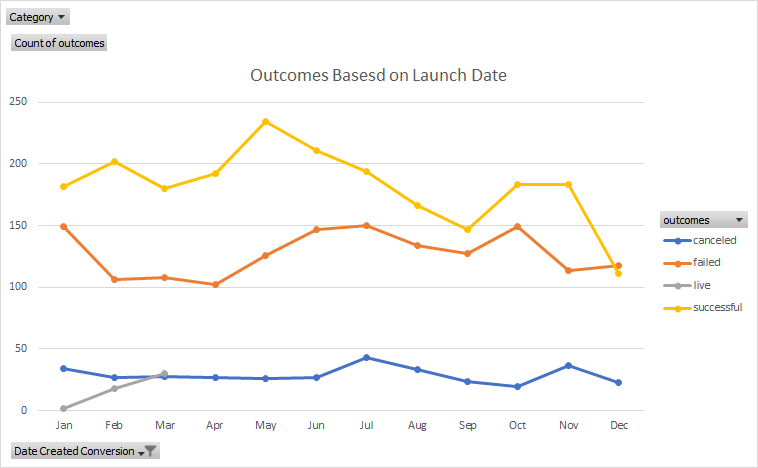 Category
Count of outcomes
Outcomes Basesd on Launch Date
250
200
150
100
50
0
Jan Feb Mar Apr May Jun Jul Aug Sep Oct Nov Dec
outcomes
canceled
failed
live
successful
Date Created Conversion